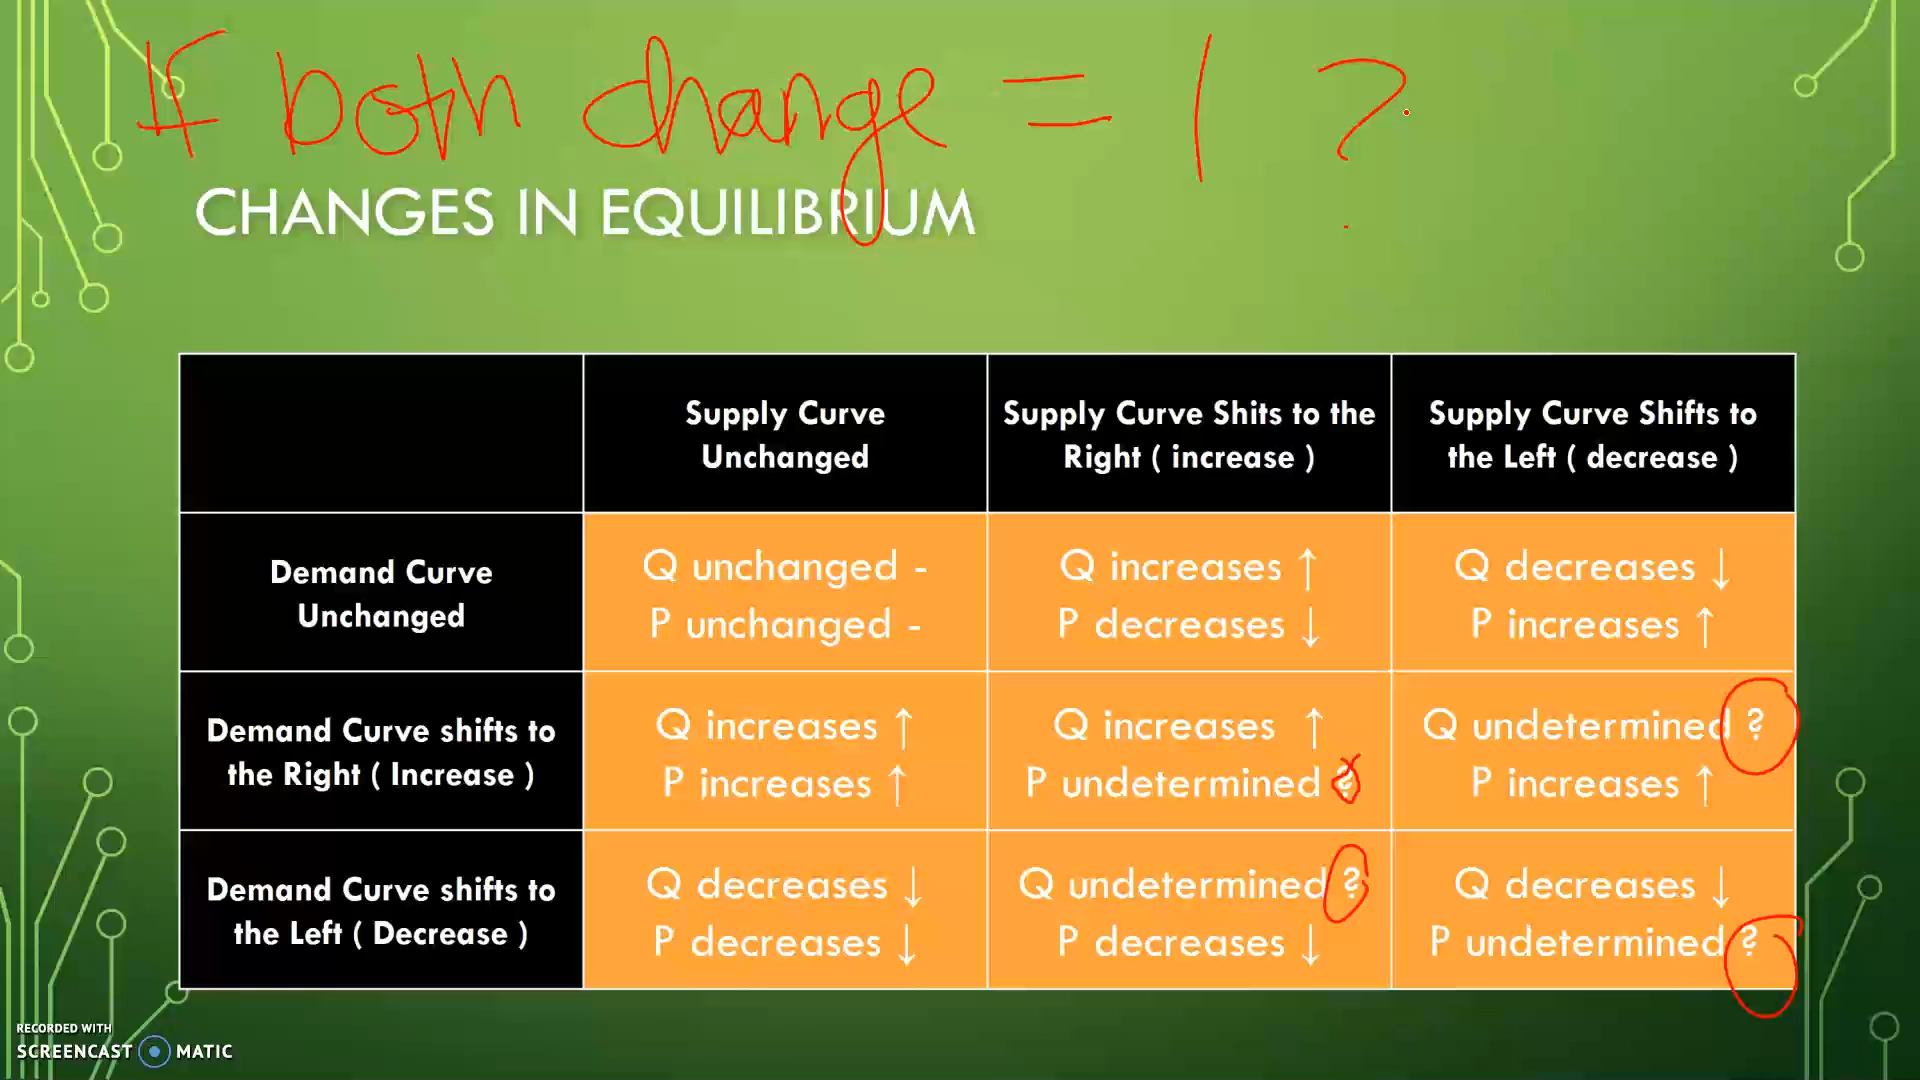 If both change = 1 ?
CHANGES IN EQUILIBRIUM
Supply Curve
Unchanged
Supply Curve Shits to the
Right ( increase )
Supply Curve Shifts to
the Left ( decrease )
Demand Curve
Unchanged
Q unchanged -
P unchanged -
Q increases ↑
P decreases ↓
Q decreases ↓
P increases ↑
Demand Curve shifts to
the Right ( Increase )
Q increases ↑
P increases ↑
Q increases ↑
P undetermined ?
Q undetermined ?
P increases ↑
Demand Curve shifts to
the Left ( Decrease )
Q decreases ↓
P decreases ↓
Q undetermined ?
P decreases ↓
Q decreases ↓
P undetermined ?
RECORDED WITH
SCREENCAST MATIC